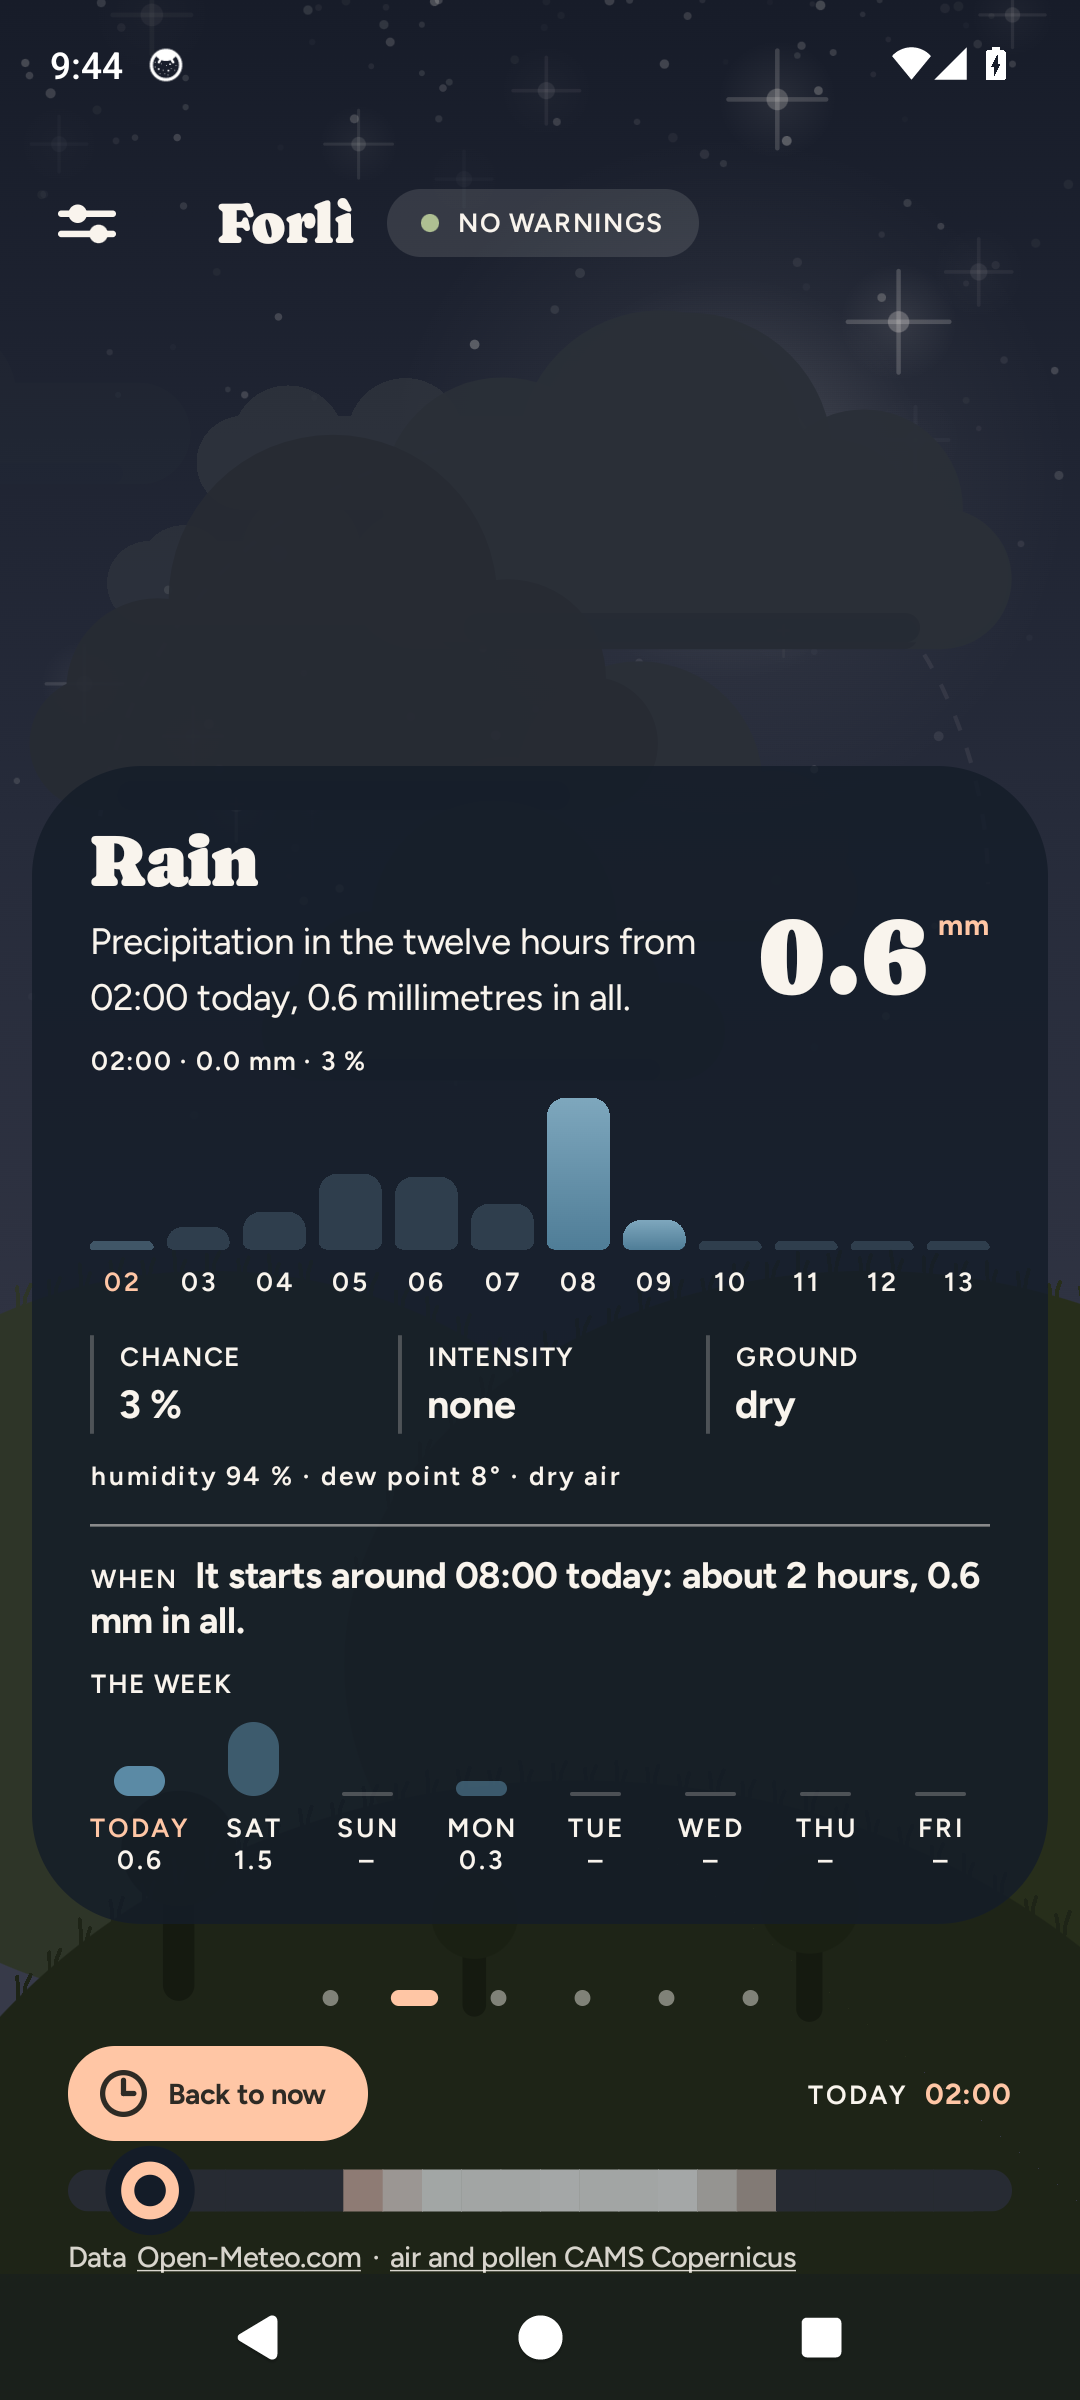 9:44
Forlì
NO WARNINGS
Rain
Precipitation in the twelve hours from
02:00 today, 0.6 millimetres in all.
0.6 mm
02:00 · 0.0 mm · 3 %
02 03 04 05 06 07 08 09 10 11 12 13
CHANCE INTENSITY GROUND
3 % none dry
humidity 94 % · dew point 8° · dry air
WHEN It starts around 08:00 today: about 2 hours, 0.6
mm in all.
THE WEEK
TODAY SAT SUN MON TUE WED THU FRI
0.6 1.5 – 0.3 – – – –
Back to now
TODAY 02:00
Data Open-Meteo.com · air and pollen CAMS Copernicus